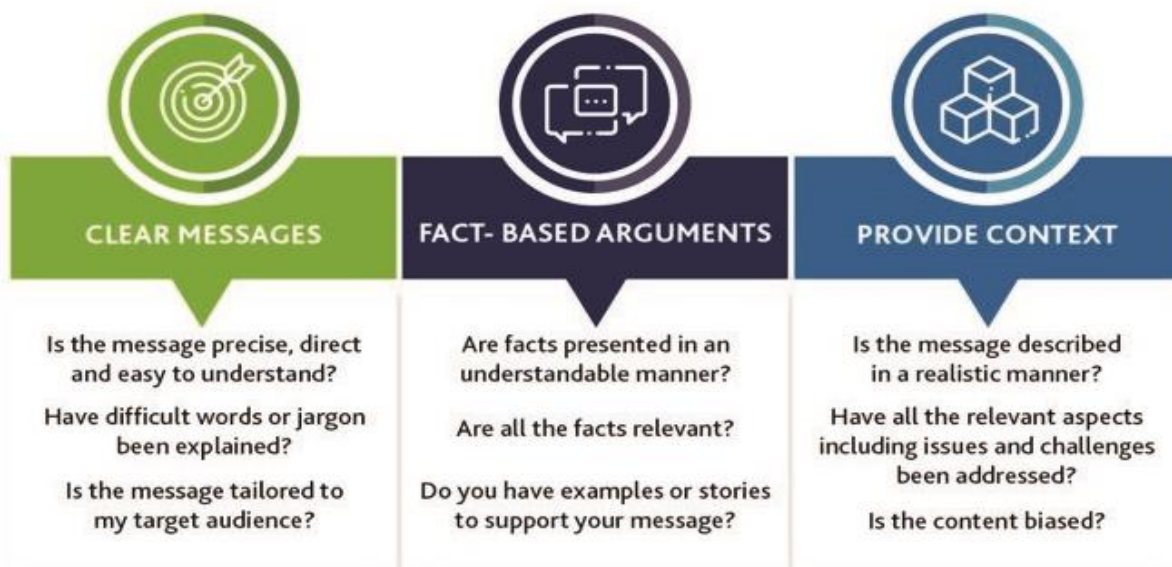 CLEAR MESSAGES
Is the message precise, direct
and easy to understand?
Have difficult words or jargon
been explained?
Is the message tailored to
my target audience?
FACT- BASED ARGUMENTS
Are facts presented in an
understandable manner?
Are all the facts relevant?
Do you have examples or stories
to support your message?
PROVIDE CONTEXT
Is the message described
in a realistic manner?
Have all the relevant aspects
including issues and challenges
been addressed?
Is the content biased?